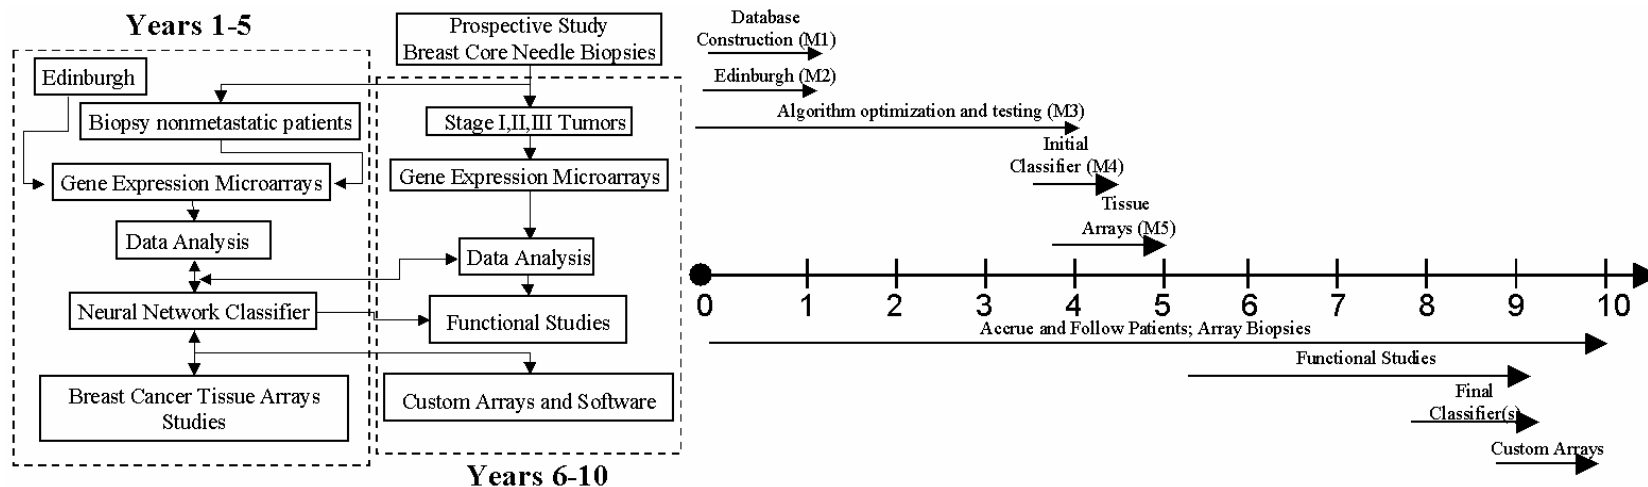 Years 1-5
Edinburgh
Biopsy nonmetastatic patients
Gene Expression Microarrays
Data Analysis
Neural Network Classifier
Breast Cancer Tissue Arrays
Studies
Prospective Study
Breast Core Needle Biopsies
Stage I,II,III Tumors
Gene Expression Microarrays
Data Analysis
Functional Studies
Custom Arrays and Software
Years 6-10
Database
Construction (M1)
Edinburgh (M2)
Algorithm optimization and testing (M3)
Initial
Classifier (M4)
Tissue
Arrays (M5)
0 1 2 3 4 5 6 7 8 9 10
Accrue and Follow Patients; Array Biopsies
Functional Studies
Final
Classifier(s)
Custom Arrays